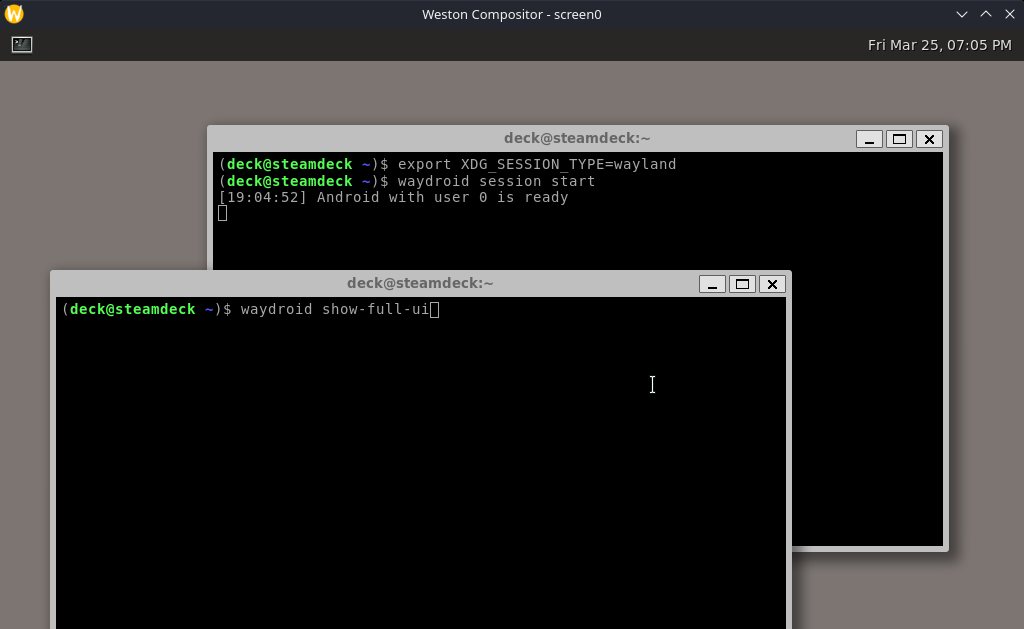 Weston Compositor - screen0
Fri Mar 25, 07:05 PM
deck@steamdeck:~
(deck@steamdeck ~)$ export XDG_SESSION_TYPE=wayland
(deck@steamdeck ~)$ waydroid session start
[19:04:52] Android with user 0 is ready
deck@steamdeck:~
(deck@steamdeck ~)$ waydroid show-full-ui